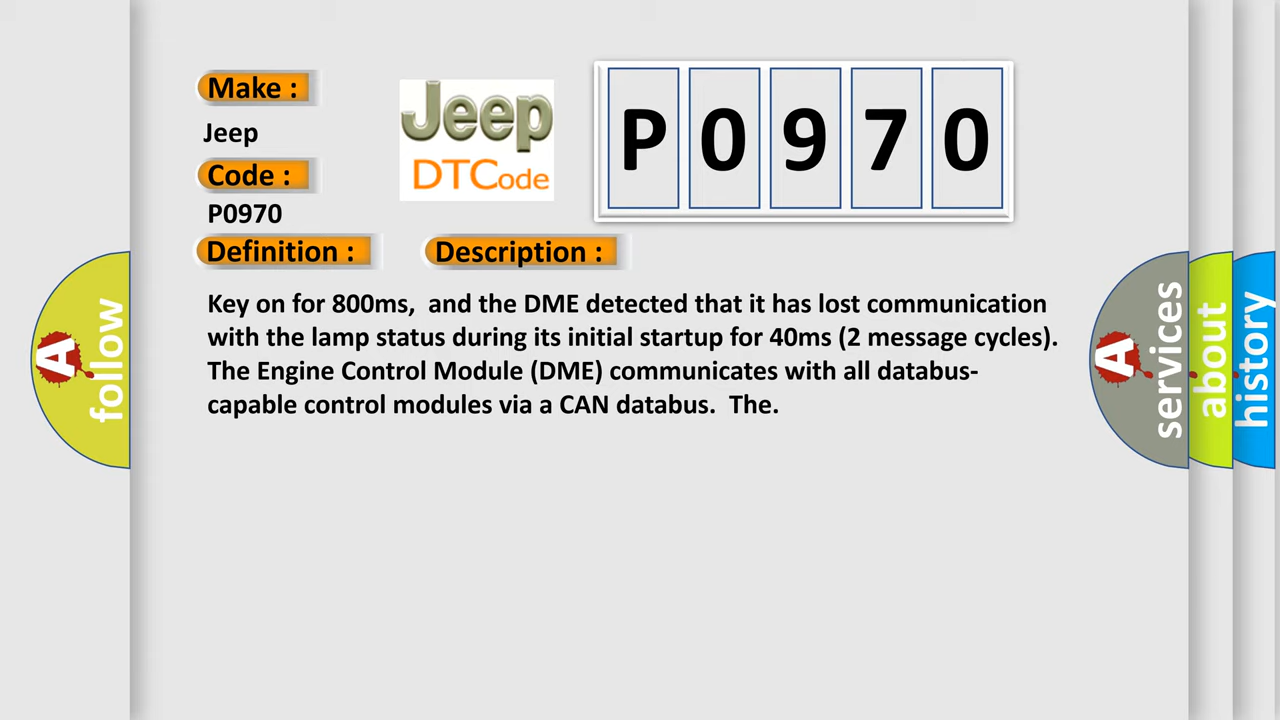 Make :
Jeep
Code :
P0970
Definition :
Description :
Jeep
DTCode
P0970
Key on for 800ms,  and the DME detected that it has lost communication
with the lamp status during its initial startup for 40ms (2 message cycles).
The Engine Control Module (DME) communicates with all databus-
capable control modules via a CAN databus  The.
A
follow
A
services
about
history